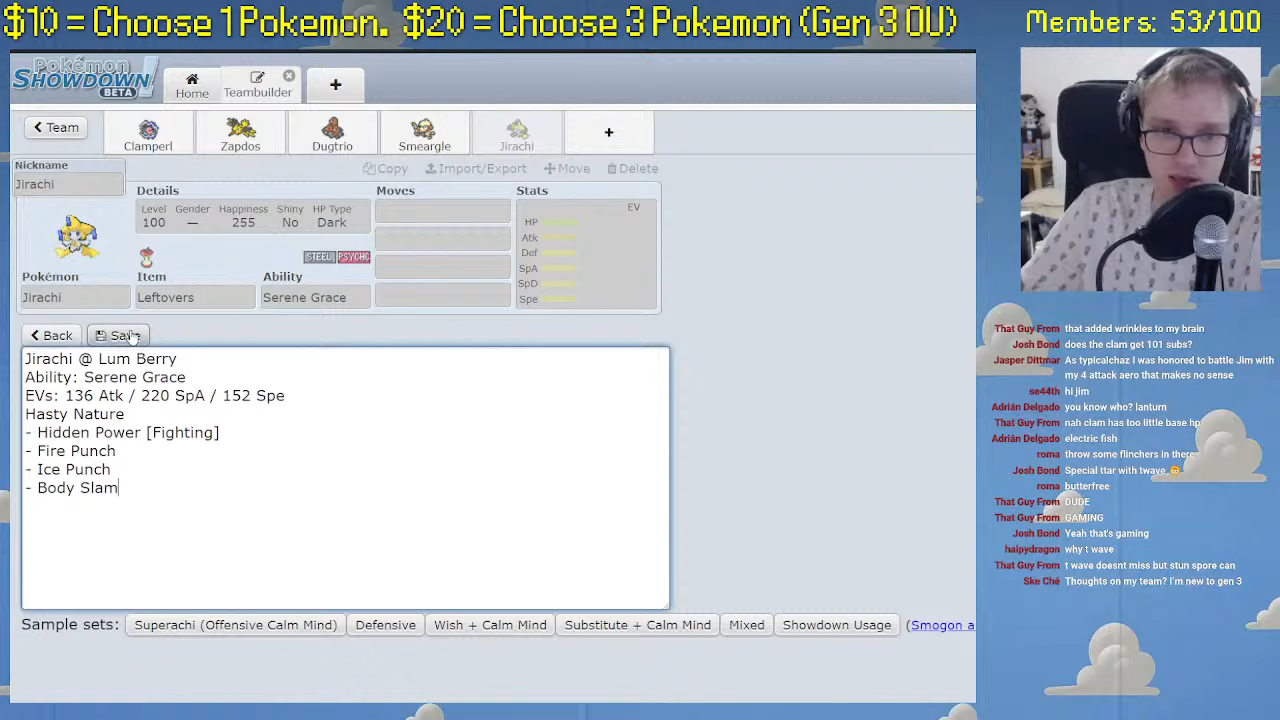 $10 = Choose 1 Pokemon. $20 = Choose 3 Pokemon (Gen 3 OU)
Members: 53/100
Pokémon
SHOWDOWN!
BETA
Home
Teambuilder
+
Team
Clamperl
Zapdos
Dugtrio
Smeargle
Jirachi
+
Copy
Import/Export
Move
Delete
Nickname
Jirachi
Details
Level Gender Happiness Shiny HP Type
100 — 255 No Dark
Moves
Stats
EV
HP
Atk
Def
SpA
SpD
Spe
STEEL PSYCHC
Pokémon
Jirachi
Item
Leftovers
Ability
Serene Grace
Back
Jirachi @ Lum Berry
Ability: Serene Grace
EVs: 136 Atk / 220 SpA / 152 Spe
Hasty Nature
- Hidden Power [Fighting]
- Fire Punch
- Ice Punch
- Body Slam
Sample sets: Superachi (Offensive Calm Mind) Defensive Wish + Calm Mind Substitute + Calm Mind Mixed Showdown Usage (Smogon a
That Guy From that added wrinkles to my brain
Josh Bond does the clam get 101 subs?
Jasper Dittmar As typicalchaz I was honored to battle Jim with
my 4 attack aero that makes no sense
se44th hi jim
Adrián Delgado you know who? lanturn
That Guy From nah clam has too little base hp
Adrián Delgado electric fish
roma throw some flinchers in there
Josh Bond Special ttar with twave
roma butterfree
That Guy From DUDE
That Guy From GAMING
Josh Bond Yeah that's gaming
haipydragon why t wave
That Guy From t wave doesnt miss but stun spore can
Ske Ché Thoughts on my team? I'm new to gen 3